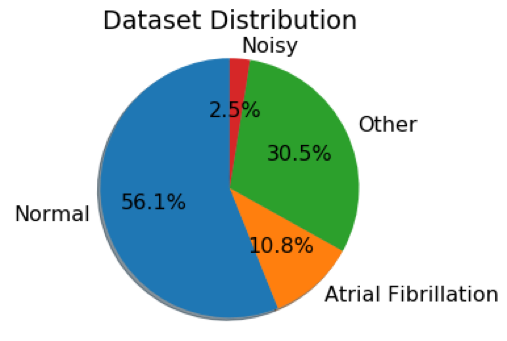 Dataset Distribution
Noisy
2.5%
Other
30.5%
56.1%
Normal
10.8%
Atrial Fibrillation